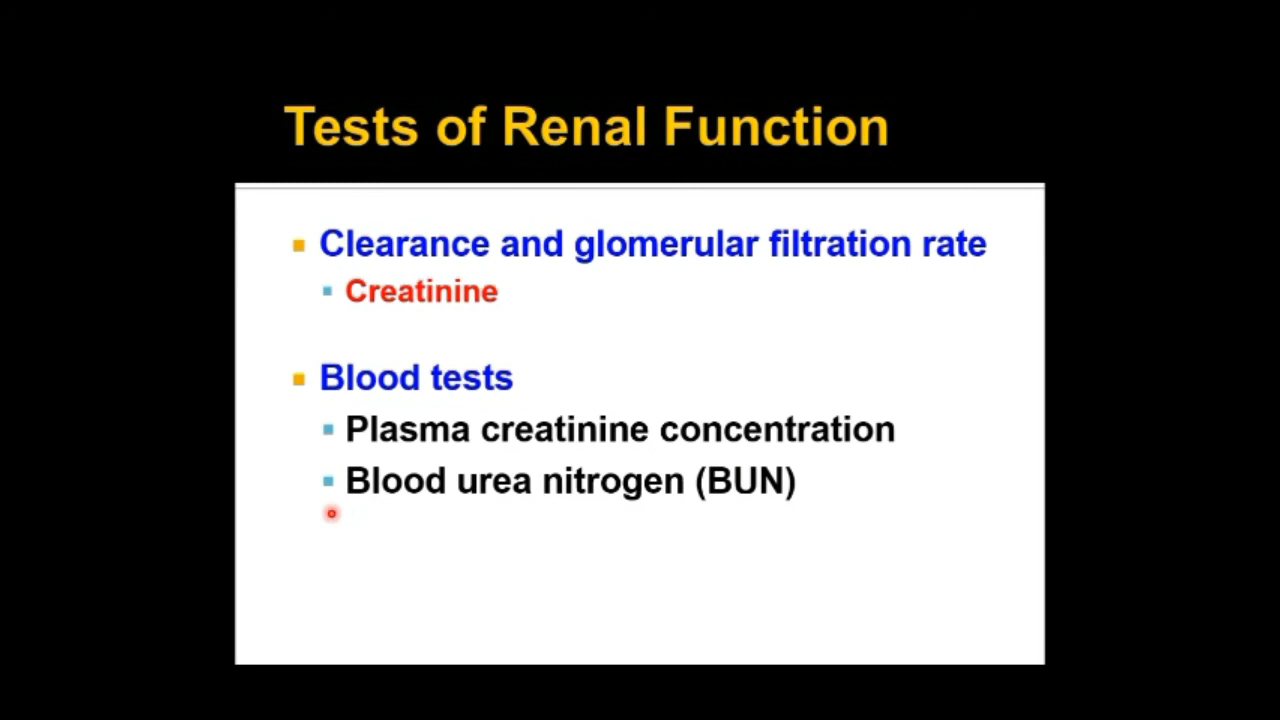 Tests of Renal Function
Clearance and glomerular filtration rate
Creatinine
Blood tests
Plasma creatinine concentration
Blood urea nitrogen (BUN)